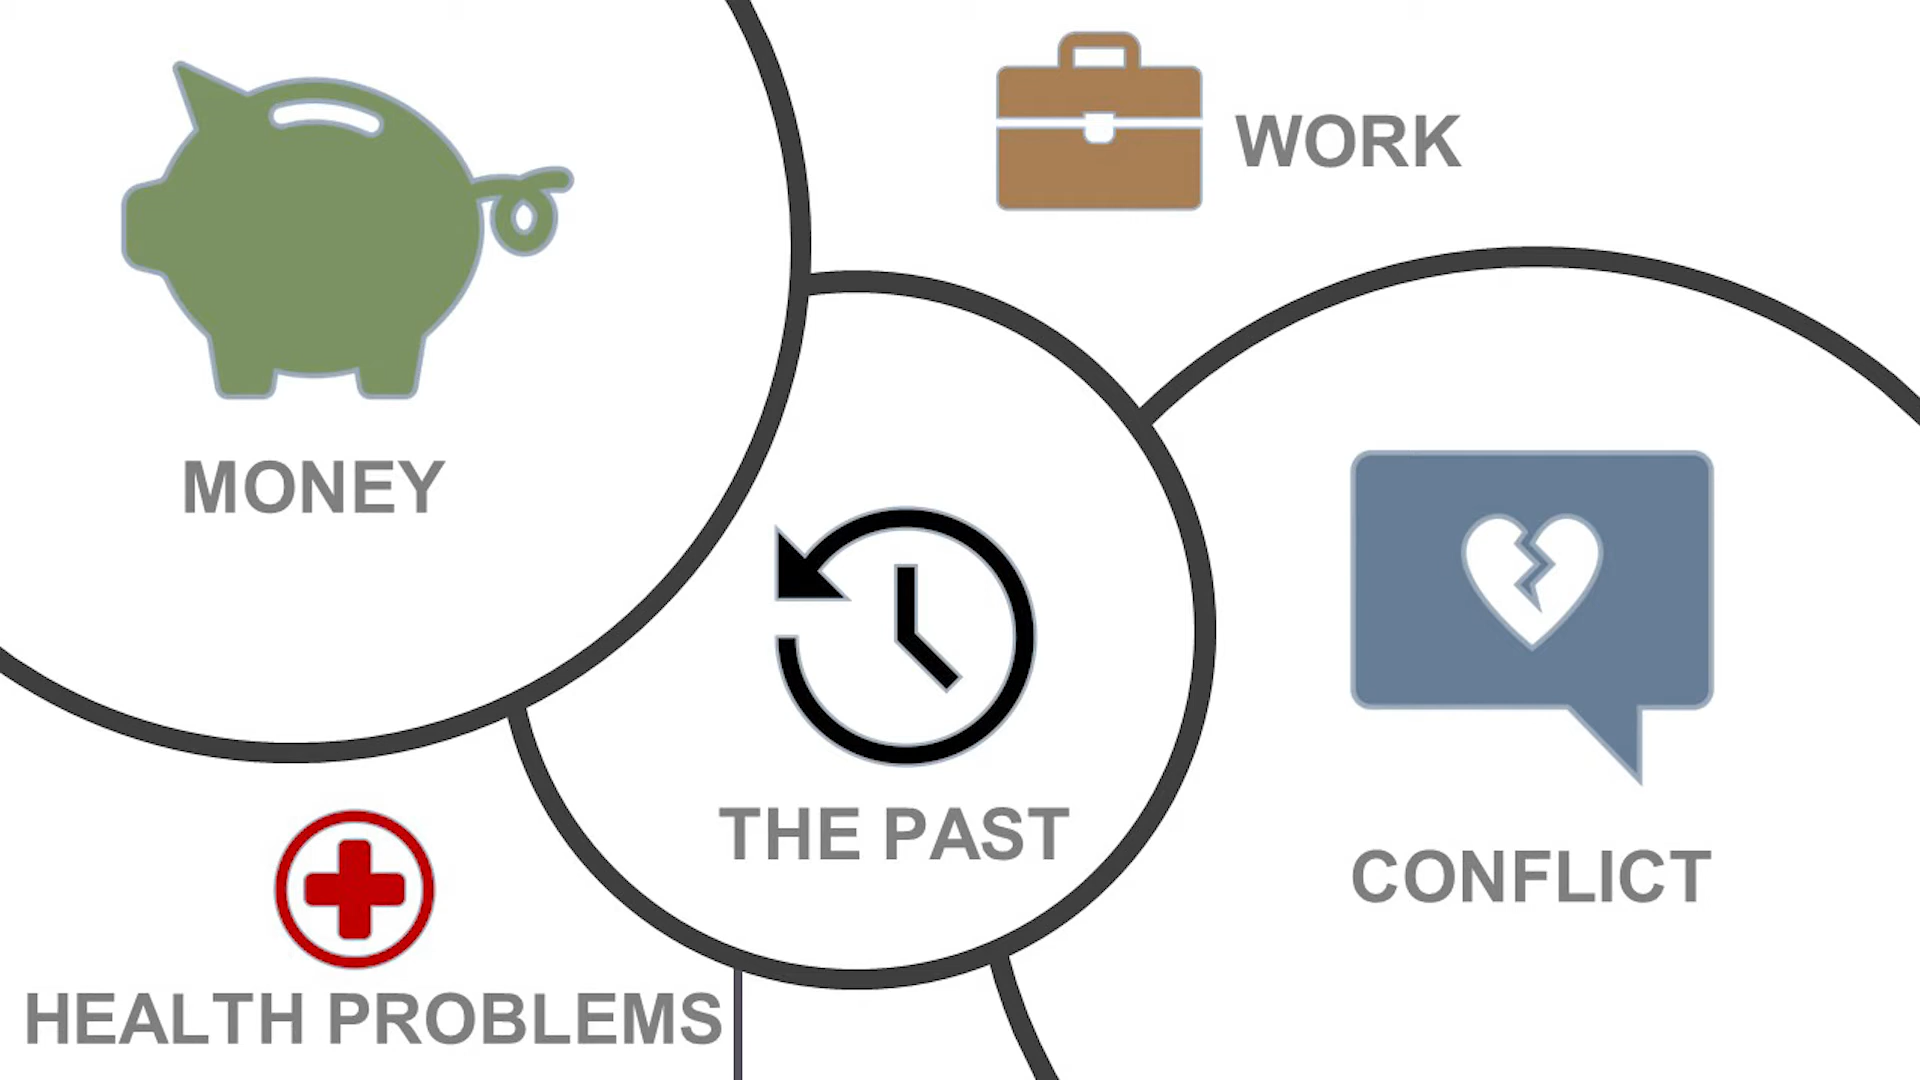 WORK
MONEY
THE PAST
CONFLICT
HEALTH PROBLEMS